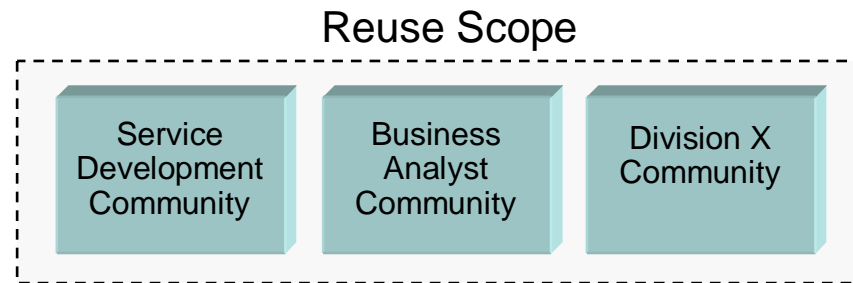 Reuse Scope
Service
Development
Community
Business
Analyst
Community
Division X
Community